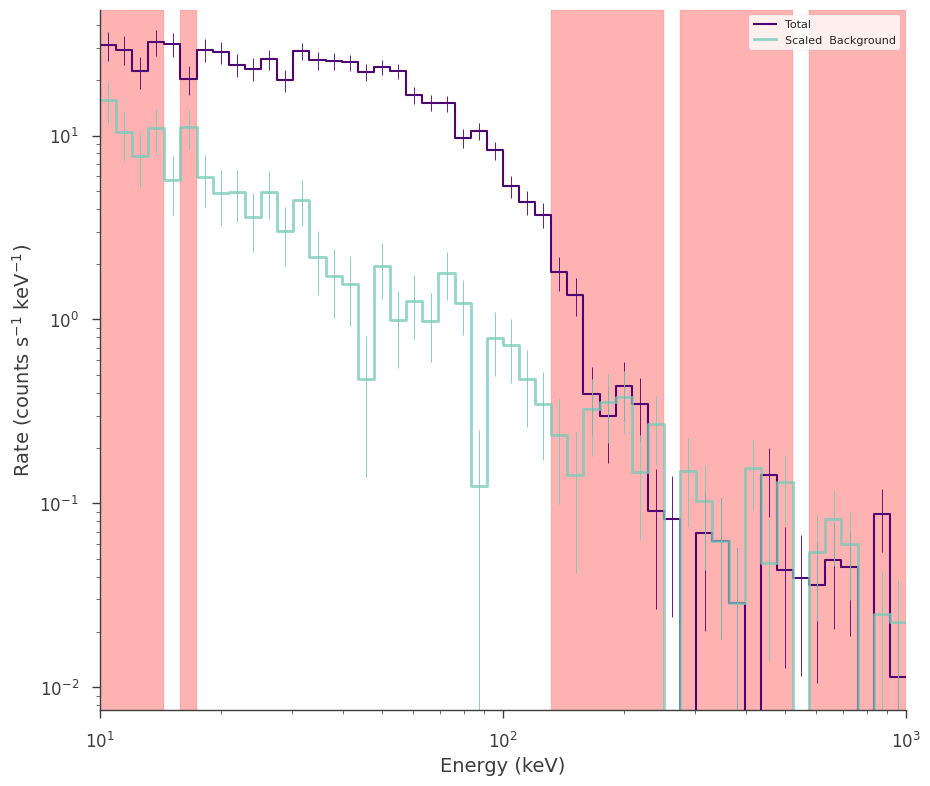 Total
Scaled  Background
10¹
10⁰
10⁻¹
10⁻²
Rate (counts s⁻¹ keV⁻¹)
10¹ 10² 10³
Energy (keV)